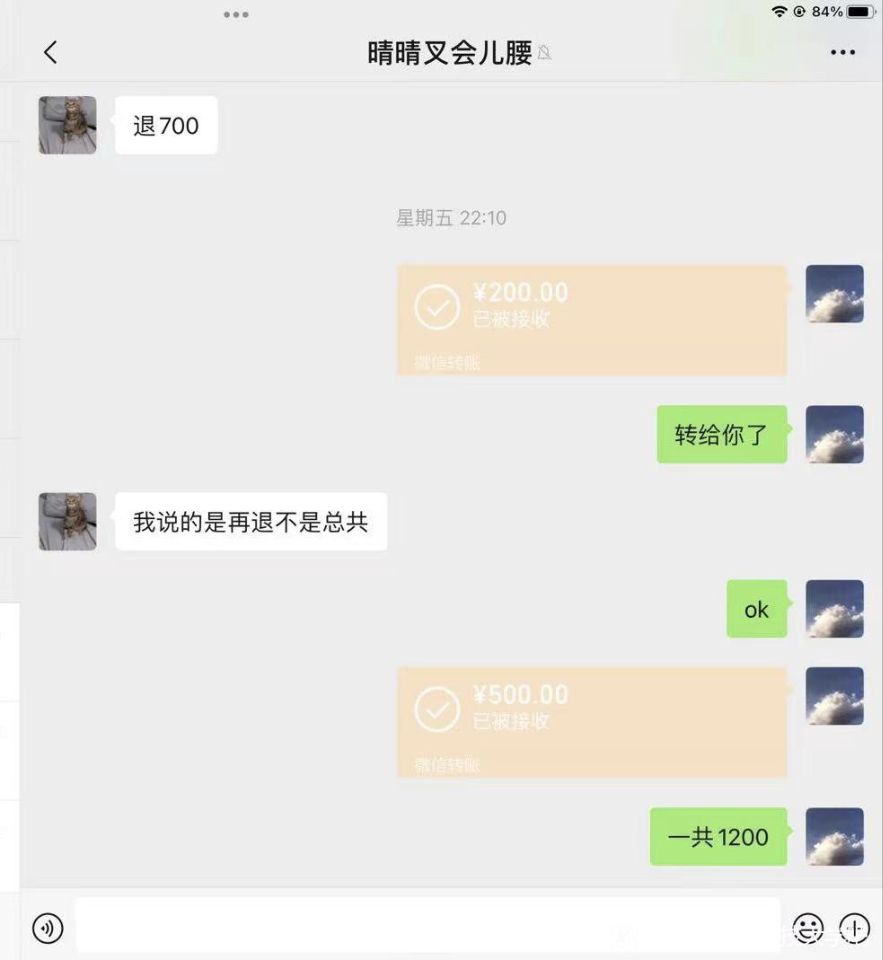 84%
晴晴叉会儿腰
退700
星期五 22:10
¥200.00
已被接收
微信转账
转给你了
我说的是再退不是总共
ok
¥500.00
已被接收
微信转账
一共1200